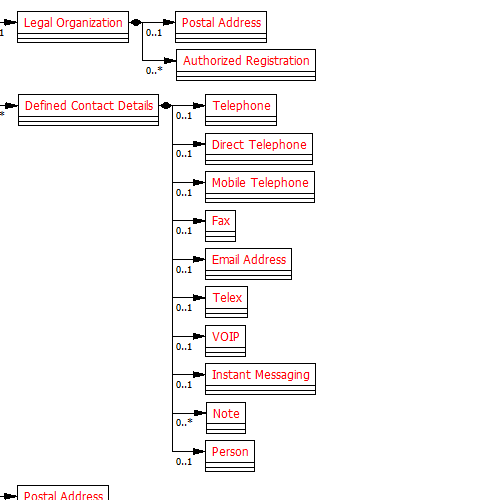 Legal Organization
Postal Address
1
0..1
Authorized Registration
0..*
Defined Contact Details
Telephone
*
0..1
Direct Telephone
0..1
Mobile Telephone
0..1
Fax
0..1
Email Address
0..1
Telex
0..1
VOIP
0..1
Instant Messaging
0..1
Note
0..*
Person
0..1
Postal Address